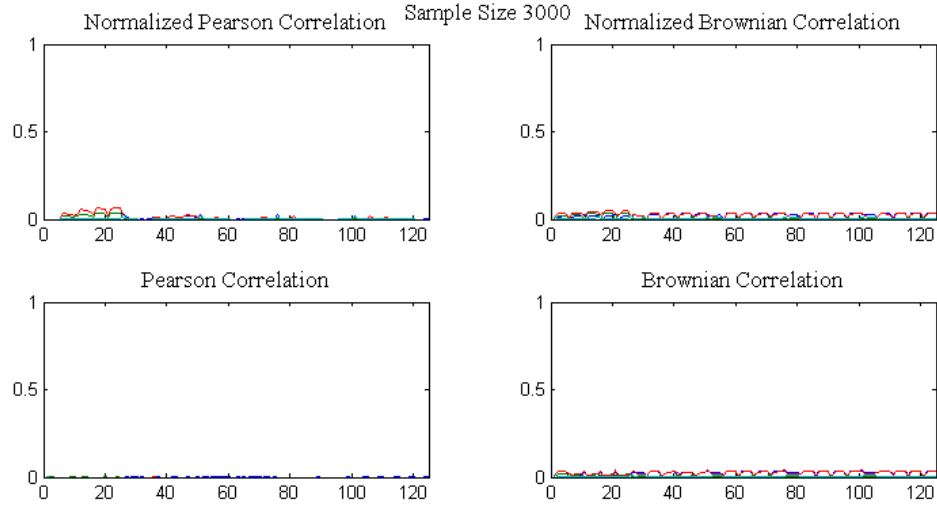 Sample Size 3000
Normalized Pearson Correlation
1
0.5
0
0 20 40 60 80 100 120
Normalized Brownian Correlation
1
0.5
0
0 20 40 60 80 100 120
Pearson Correlation
1
0.5
0
0 20 40 60 80 100 120
Brownian Correlation
1
0.5
0
0 20 40 60 80 100 120